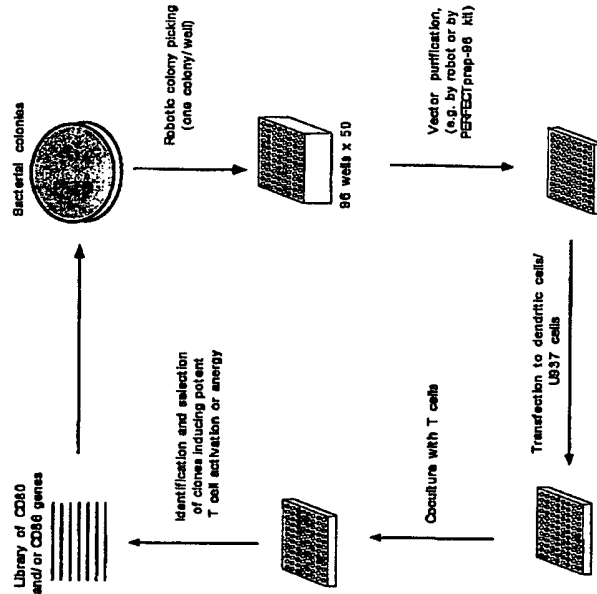 Library of CD80
and/or CD86 genes
Bacterial colonies
Robotic colony picking
(one colony/well)
96 wells x 50
Vector purification,
(e.g. by robot or by
PERFECTprep-96 kit)
Transfection to dendritic cells/
U937 cells
Coculture with T cells
Identification and selection
of clones inducing potent
T cell activation or anergy